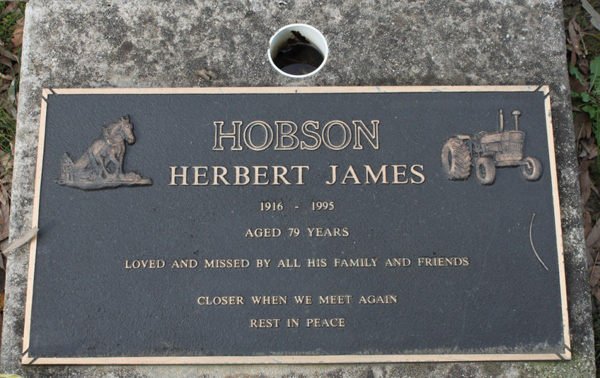 HOBSON
HERBERT JAMES
1916 - 1995
AGED 79 YEARS
LOVED AND MISSED BY ALL HIS FAMILY AND FRIENDS
CLOSER WHEN WE MEET AGAIN
REST IN PEACE